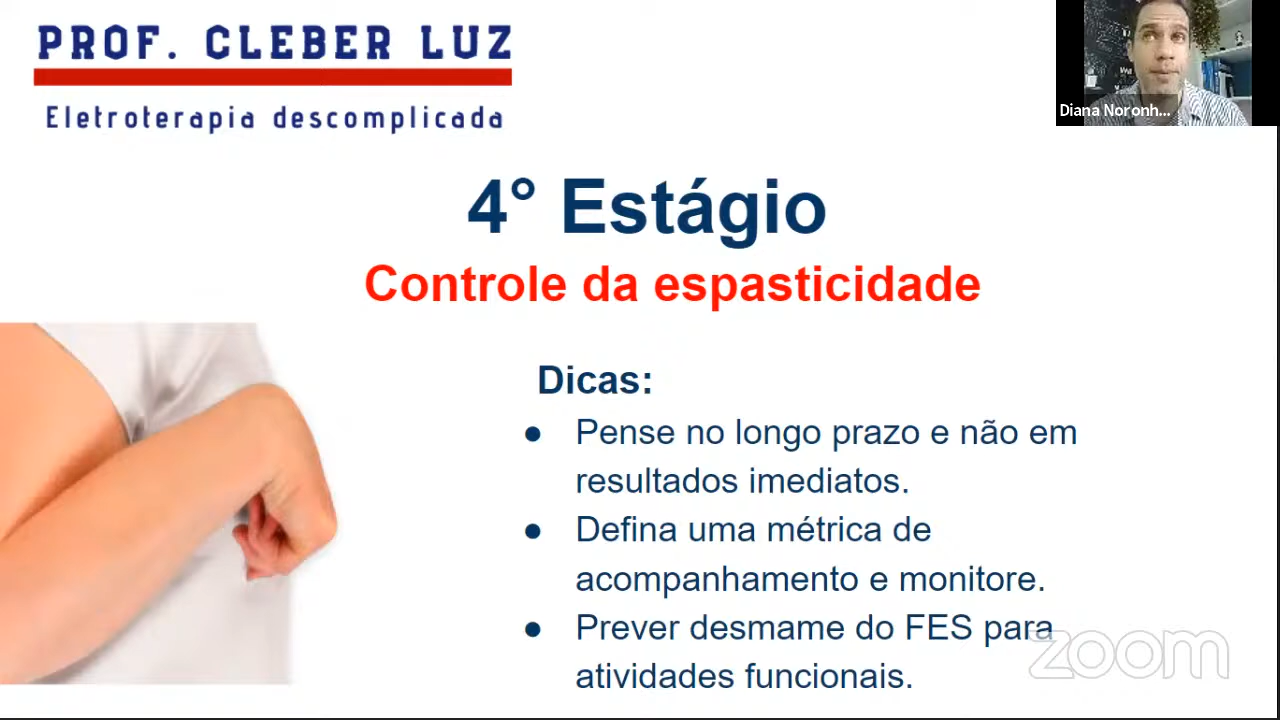 PROF. CLEBER LUZ
Eletroterapia descomplicada
Diana Noronh...
4° Estágio
Controle da espasticidade
Dicas:
● Pense no longo prazo e não em
resultados imediatos.
● Defina uma métrica de
acompanhamento e monitore.
● Prever desmame do FES para
atividades funcionais.
zoom